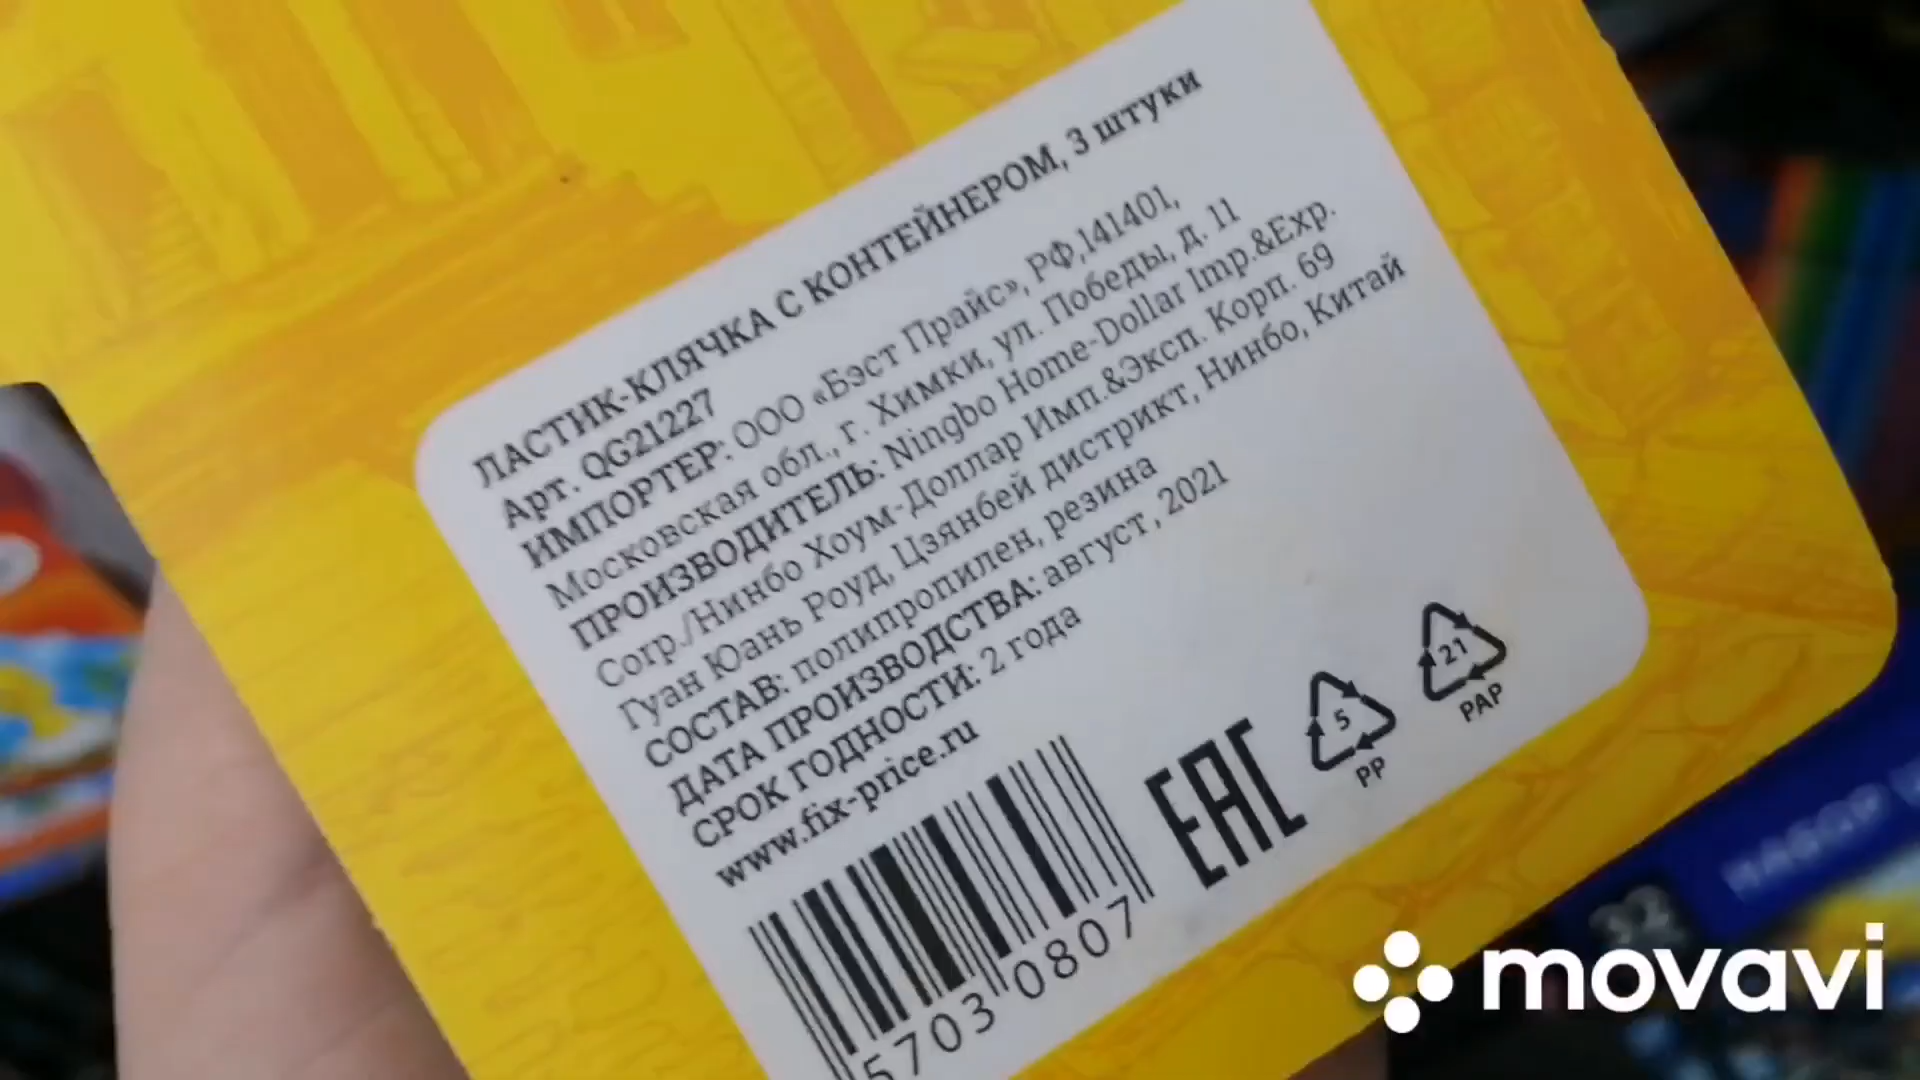 ЛАСТИК-КЛЯЧКА С КОНТЕЙНЕРОМ, 3 штуки
Арт. QG21227
ИМПОРТЕР: ООО «Бэст Прайс», РФ,141401,
Московская обл., г. Химки, ул. Победы, д. 11
ПРОИЗВОДИТЕЛЬ: Ningbo Home-Dollar Imp.&Exp.
Corp./Нинбо Хоум-Доллар Имп.&Эксп. Корп. 69
Гуан Юань Роуд, Цзянбей дистрикт, Нинбо, Китай
СОСТАВ: полипропилен, резина
ДАТА ПРОИЗВОДСТВА: август, 2021
СРОК ГОДНОСТИ: 2 года
www.fix-price.ru
5703 0807
EAC
5
PP
21
PAP
32
НАБОР
movavi